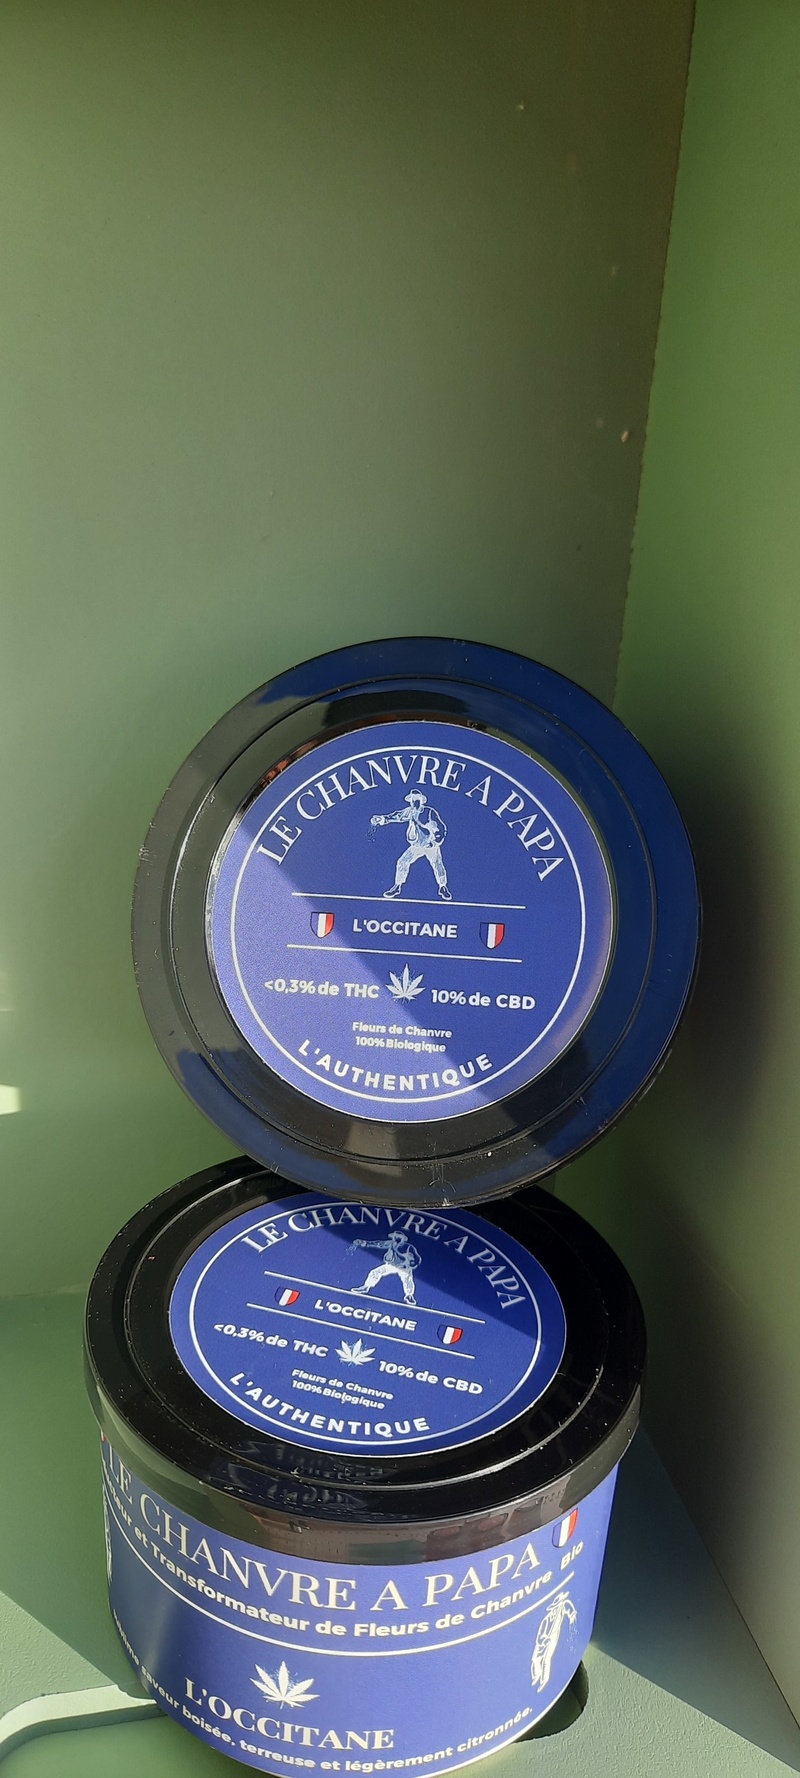 LE CHANVRE A PAPA
L'OCCITANE
<0,3% de THC 10% de CBD
Fleurs de Chanvre
100% Biologique
L'AUTHENTIQUE
LE CHANVRE A PAPA
L'OCCITANE
<0,3% de THC 10% de CBD
Fleurs de Chanvre
100% Biologique
L'AUTHENTIQUE
LE CHANVRE A PAPA
et Transformateur de Fleurs de Chanvre Bio
L'OCCITANE
saveur boisée, terreuse et légèrement citronnée.